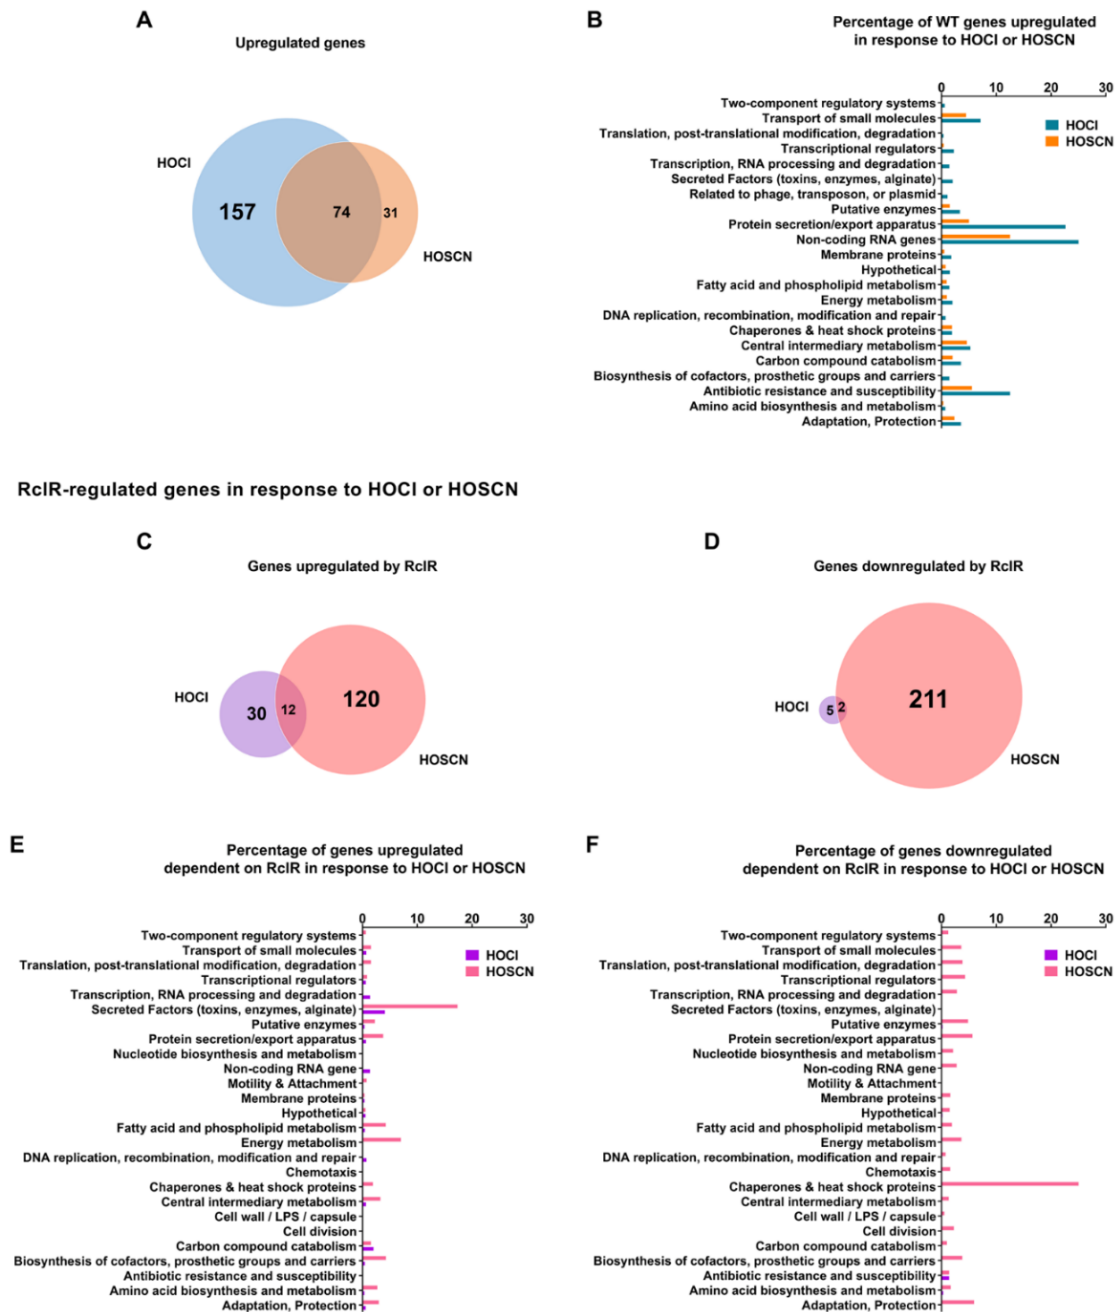 A
Upregulated genes
HOCl
157
74
31
HOSCN
B
Percentage of WT genes upregulated
in response to HOCl or HOSCN
0 10 20 30
Two-component regulatory systems
Transport of small molecules
Translation, post-translational modification, degradation
Transcriptional regulators
Transcription, RNA processing and degradation
Secreted Factors (toxins, enzymes, alginate)
Related to phage, transposon, or plasmid
Putative enzymes
Protein secretion/export apparatus
Non-coding RNA genes
Membrane proteins
Hypothetical
Fatty acid and phospholipid metabolism
Energy metabolism
DNA replication, recombination, modification and repair
Chaperones & heat shock proteins
Central intermediary metabolism
Carbon compound catabolism
Biosynthesis of cofactors, prosthetic groups and carriers
Antibiotic resistance and susceptibility
Amino acid biosynthesis and metabolism
Adaptation, Protection
HOCl
HOSCN
RclR-regulated genes in response to HOCl or HOSCN
C
Genes upregulated by RclR
HOCl
30
12
120
HOSCN
D
Genes downregulated by RclR
HOCl
5
2
211
HOSCN
E
Percentage of genes upregulated
dependent on RclR in response to HOCl or HOSCN
0 10 20 30
Two-component regulatory systems
Transport of small molecules
Translation, post-translational modification, degradation
Transcriptional regulators
Transcription, RNA processing and degradation
Secreted Factors (toxins, enzymes, alginate)
Putative enzymes
Protein secretion/export apparatus
Nucleotide biosynthesis and metabolism
Non-coding RNA gene
Motility & Attachment
Membrane proteins
Hypothetical
Fatty acid and phospholipid metabolism
Energy metabolism
DNA replication, recombination, modification and repair
Chemotaxis
Chaperones & heat shock proteins
Central intermediary metabolism
Cell wall / LPS / capsule
Cell division
Carbon compound catabolism
Biosynthesis of cofactors, prosthetic groups and carriers
Antibiotic resistance and susceptibility
Amino acid biosynthesis and metabolism
Adaptation, Protection
HOCl
HOSCN
F
Percentage of genes downregulated
dependent on RclR in response to HOCl or HOSCN
0 10 20 30
Two-component regulatory systems
Transport of small molecules
Translation, post-translational modification, degradation
Transcriptional regulators
Transcription, RNA processing and degradation
Secreted Factors (toxins, enzymes, alginate)
Putative enzymes
Protein secretion/export apparatus
Nucleotide biosynthesis and metabolism
Non-coding RNA gene
Motility & Attachment
Membrane proteins
Hypothetical
Fatty acid and phospholipid metabolism
Energy metabolism
DNA replication, recombination, modification and repair
Chemotaxis
Chaperones & heat shock proteins
Central intermediary metabolism
Cell wall / LPS / capsule
Cell division
Carbon compound catabolism
Biosynthesis of cofactors, prosthetic groups and carriers
Antibiotic resistance and susceptibility
Amino acid biosynthesis and metabolism
Adaptation, Protection
HOCl
HOSCN